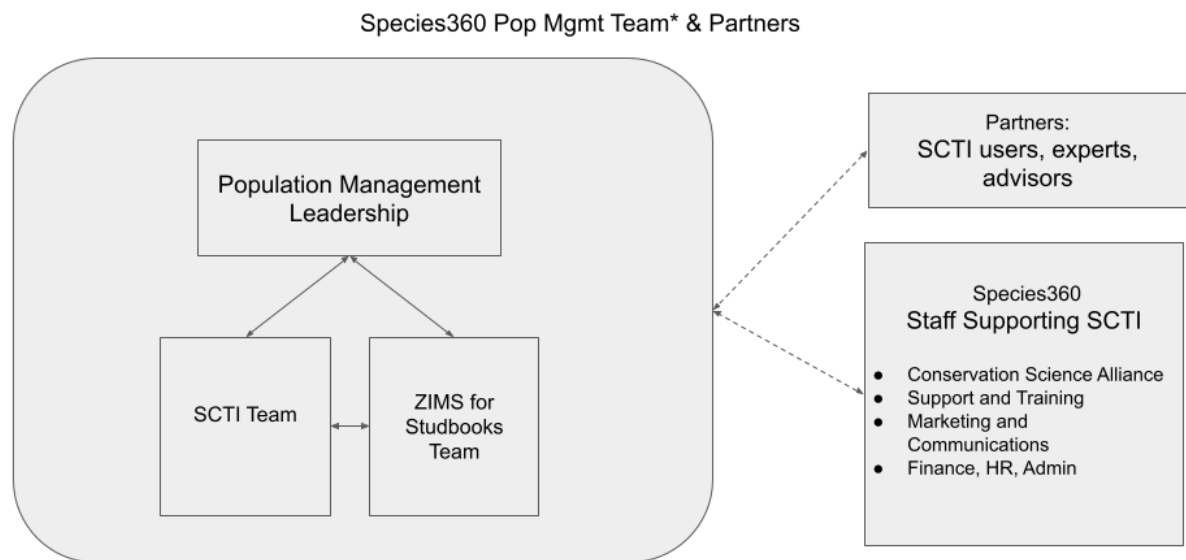 Species360 Pop Mgmt Team* & Partners
Population Management
Leadership
SCTI Team
ZIMS for
Studbooks
Team
Partners:
SCTI users, experts,
advisors
Species360
Staff Supporting SCTI
● Conservation Science Alliance
● Support and Training
● Marketing and
Communications
● Finance, HR, Admin